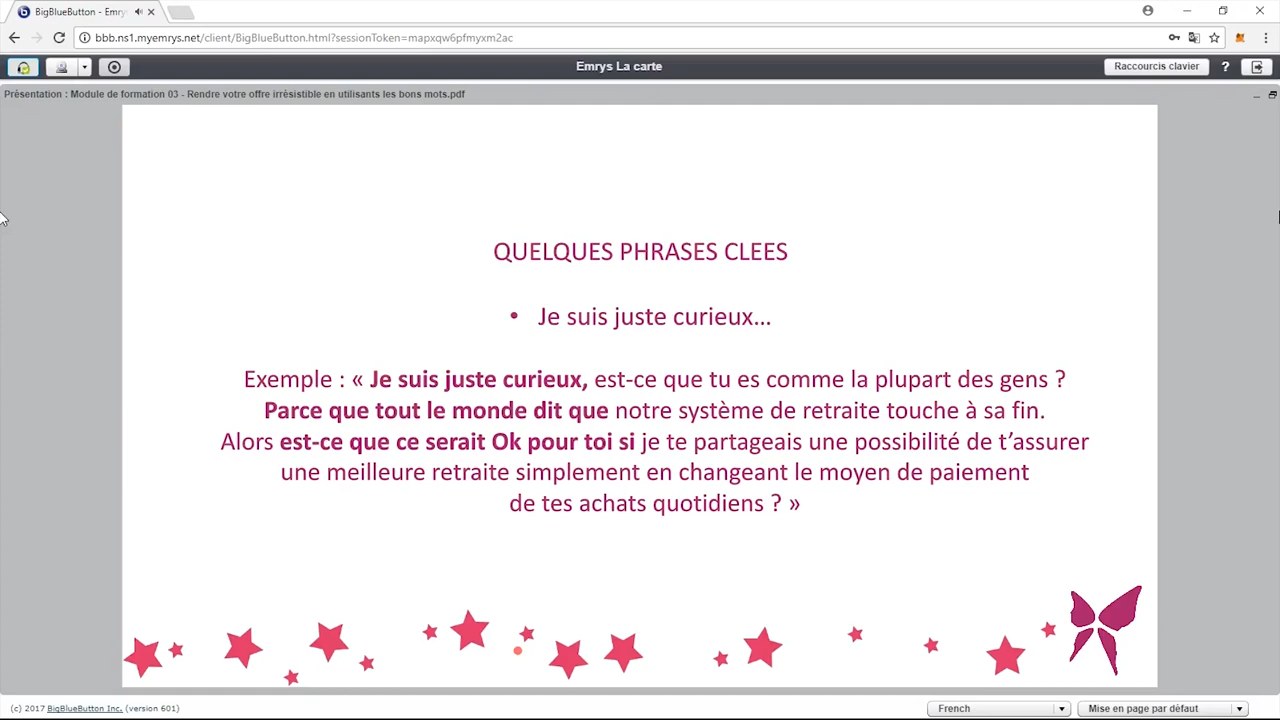 BigBlueButton - Emry
bbb.ns1.myemrys.net/client/BigBlueButton.html?sessionToken=mapxqw6pfmyxm2ac
Emrys La carte
Raccourcis clavier
?
Présentation : Module de formation 03 - Rendre votre offre irrésistible en utilisants les bons mots.pdf
QUELQUES PHRASES CLEES
• Je suis juste curieux...
Exemple : « Je suis juste curieux, est-ce que tu es comme la plupart des gens ?
Parce que tout le monde dit que notre système de retraite touche à sa fin.
Alors est-ce que ce serait Ok pour toi si je te partageais une possibilité de t’assurer
une meilleure retraite simplement en changeant le moyen de paiement
de tes achats quotidiens ? »
(c) 2017 BigBlueButton Inc. (version 601)
French
Mise en page par défaut